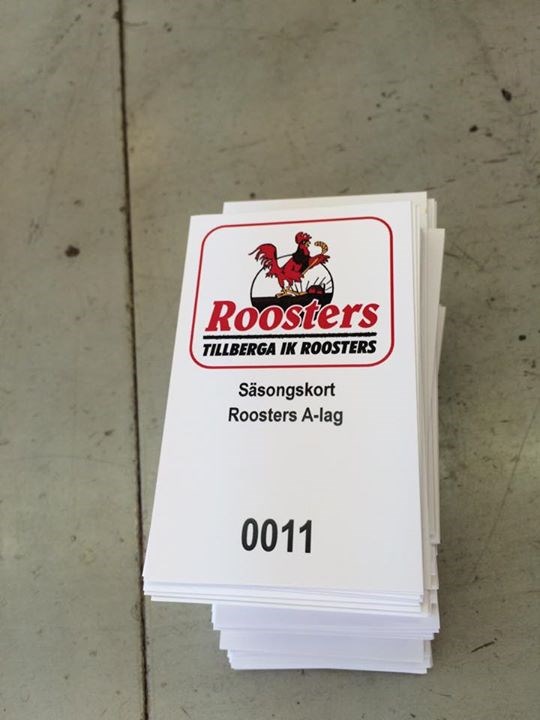 Roosters
TILLBERGA IK ROOSTERS
Säsongskort
Roosters A-lag
0011